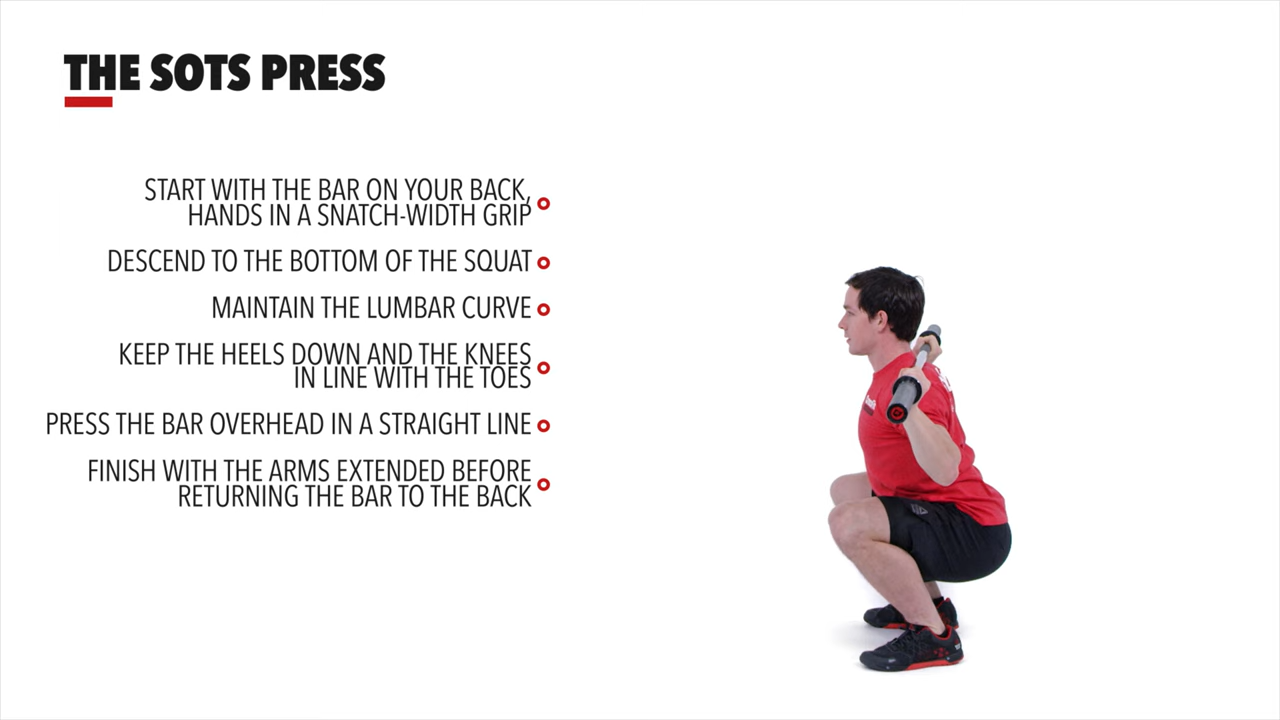 THE SOTS PRESS
START WITH THE BAR ON YOUR BACK,
HANDS IN A SNATCH-WIDTH GRIP
DESCEND TO THE BOTTOM OF THE SQUAT
MAINTAIN THE LUMBAR CURVE
KEEP THE HEELS DOWN AND THE KNEES
IN LINE WITH THE TOES
PRESS THE BAR OVERHEAD IN A STRAIGHT LINE
FINISH WITH THE ARMS EXTENDED BEFORE
RETURNING THE BAR TO THE BACK